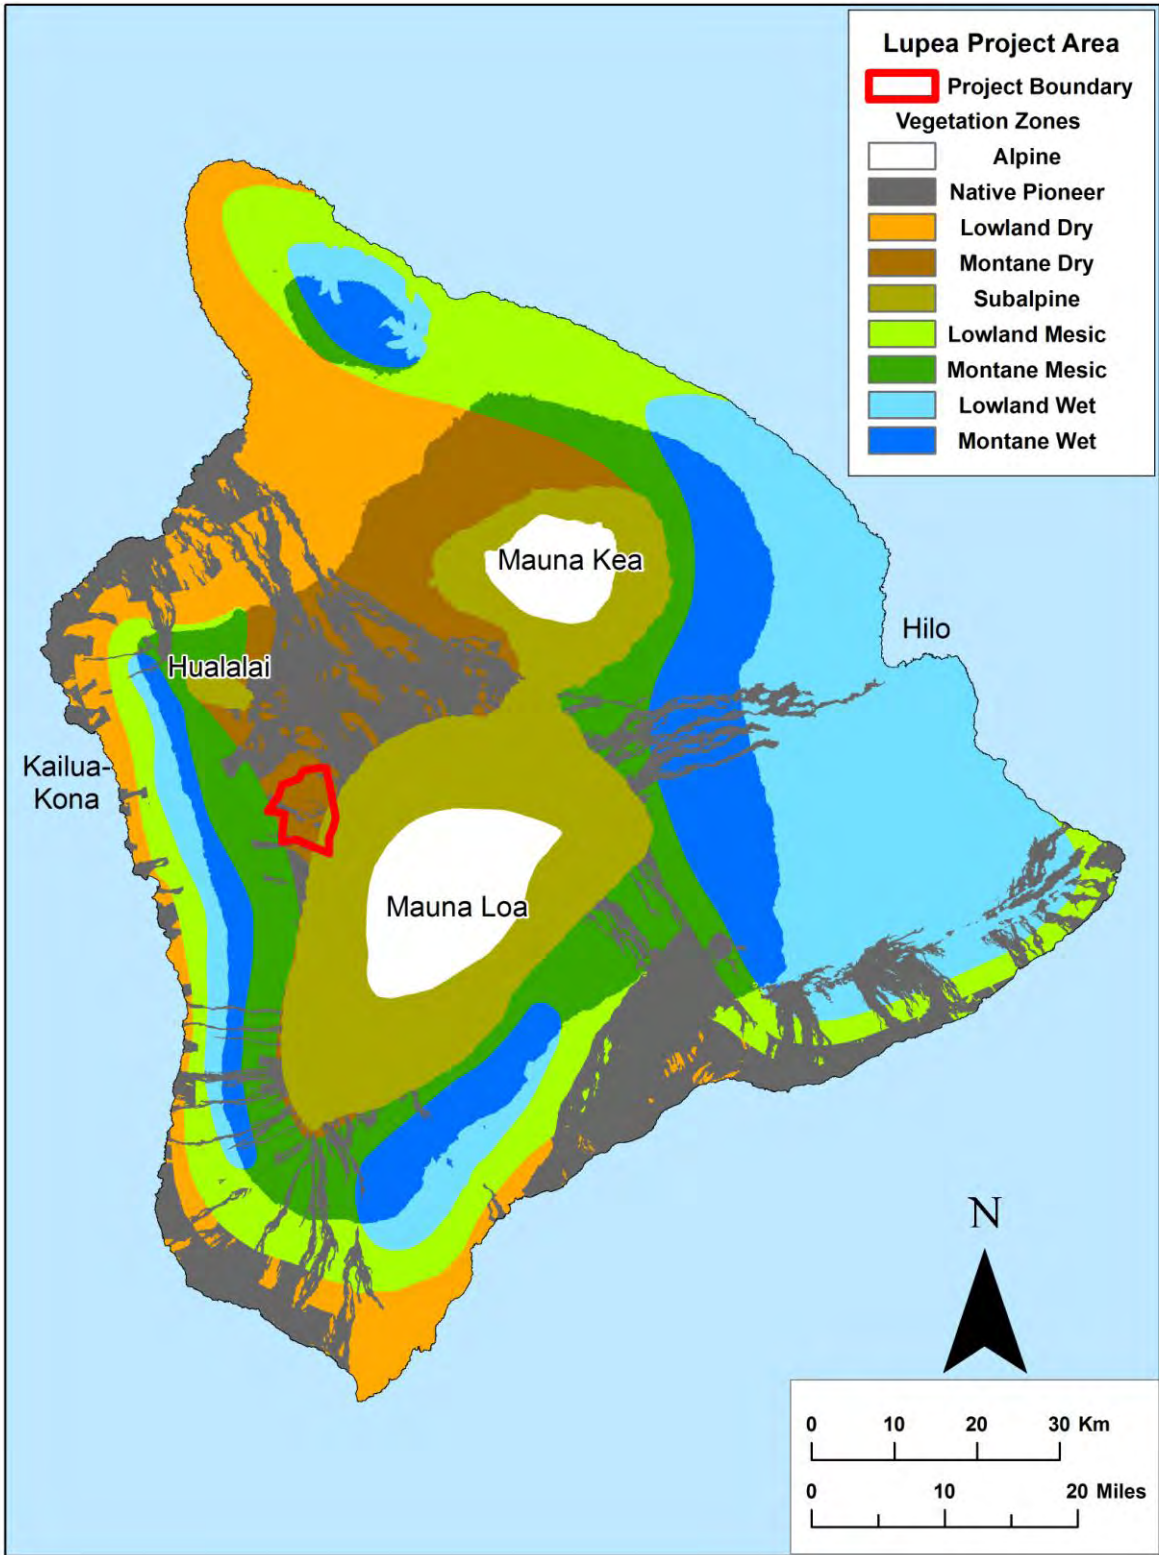 Lupea Project Area
Project Boundary
Vegetation Zones
Alpine
Native Pioneer
Lowland Dry
Montane Dry
Subalpine
Lowland Mesic
Montane Mesic
Lowland Wet
Montane Wet
Mauna Kea
Hilo
Hualalai
Kailua-
Kona
Mauna Loa
N
0 10 20 30 Km
0 10 20 Miles